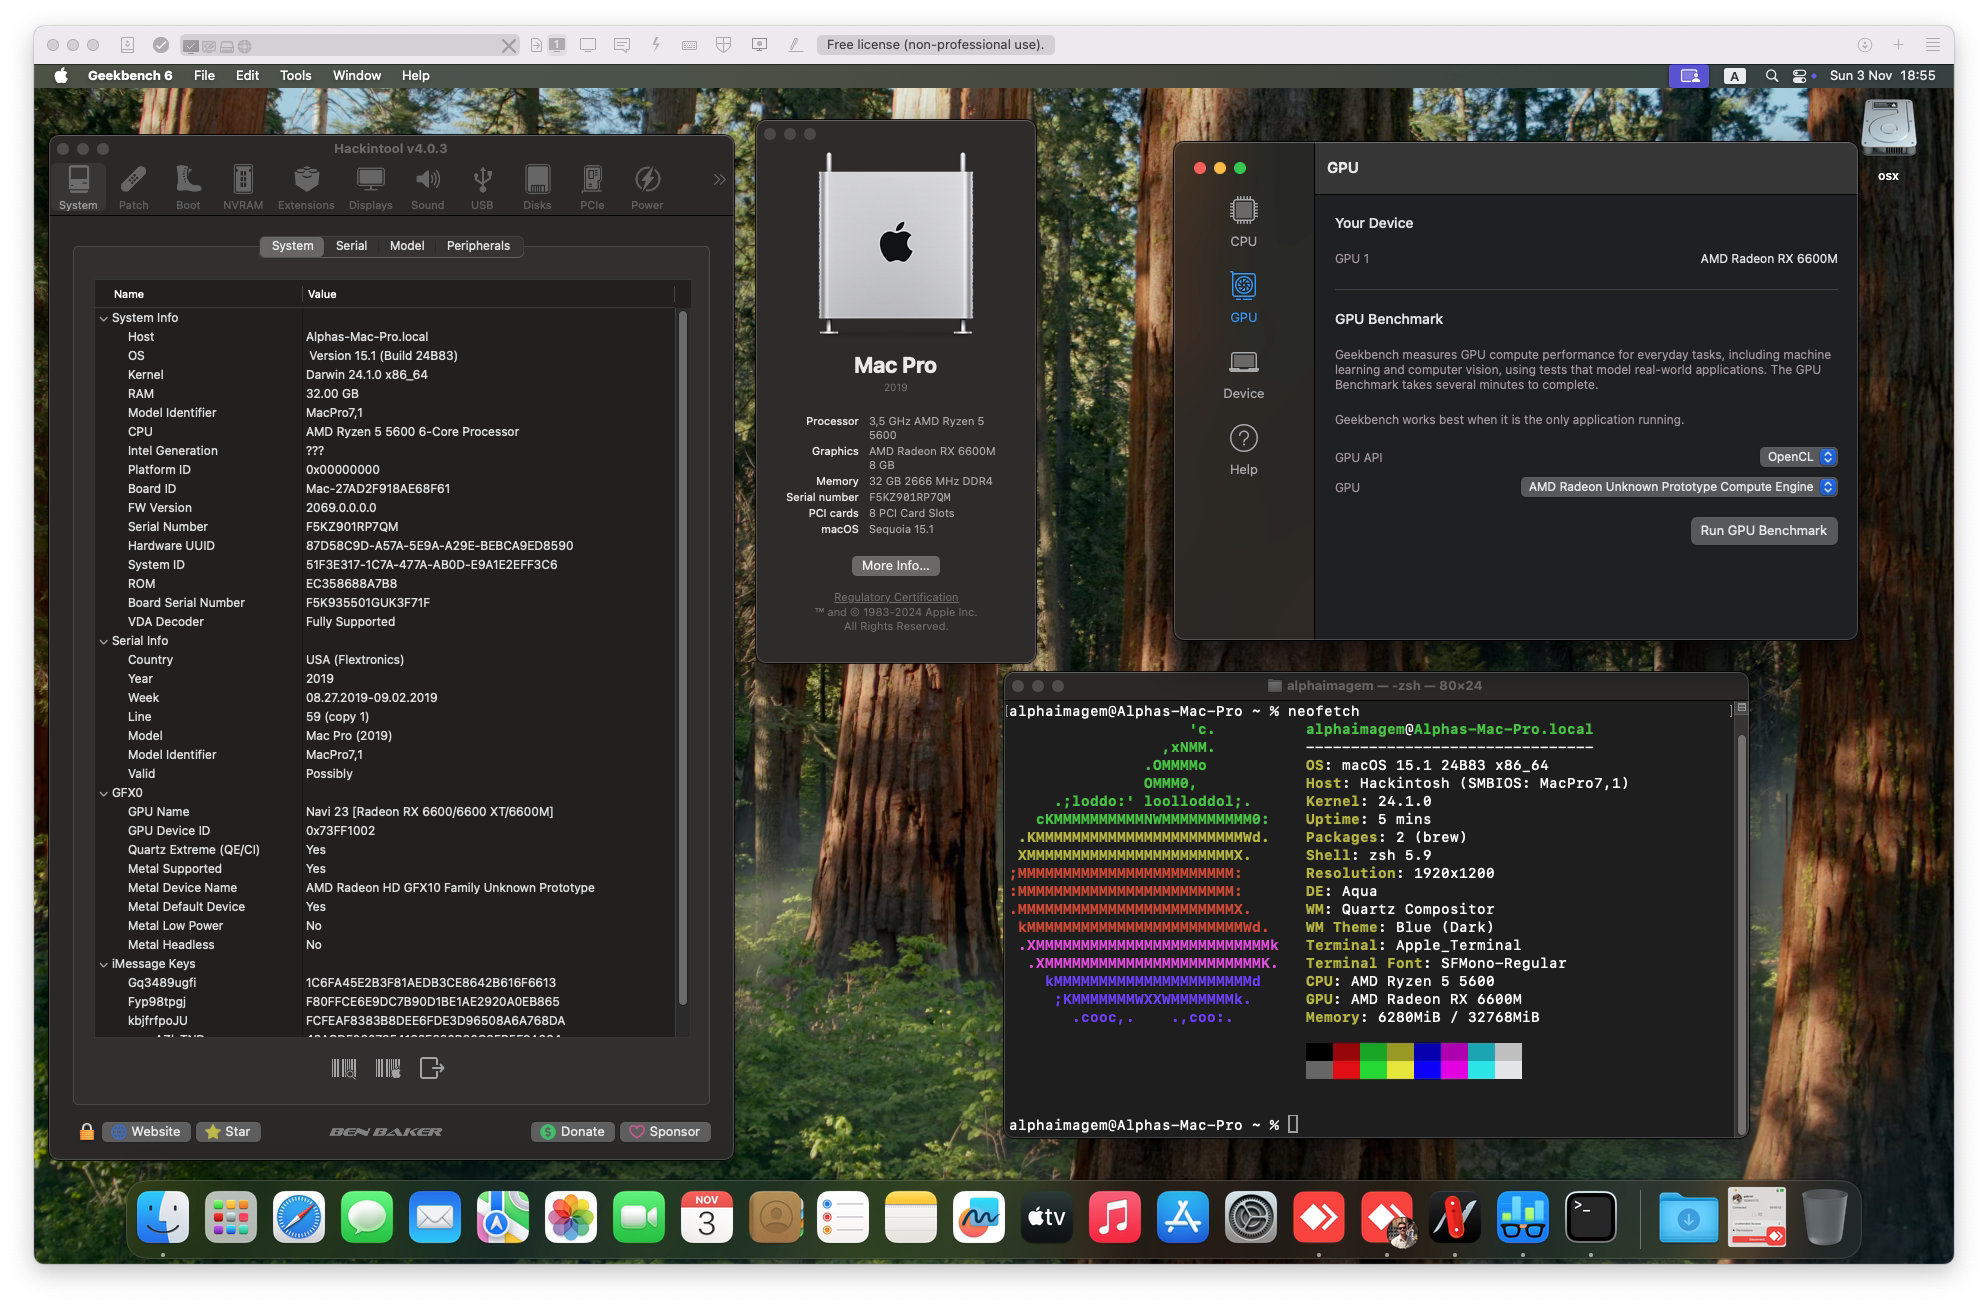 1
Free license (non-professional use).
Geekbench 6 File Edit Tools Window Help
A
Sun 3 Nov 18:55
Hackintool v4.0.3
System Patch Boot NVRAM Extensions Displays Sound USB Disks PCIe Power
System Serial Model Peripherals
Name Value
System Info
Host Alphas-Mac-Pro.local
OS Version 15.1 (Build 24B83)
Kernel Darwin 24.1.0 x86_64
RAM 32.00 GB
Model Identifier MacPro7,1
CPU AMD Ryzen 5 5600 6-Core Processor
Intel Generation ???
Platform ID 0x00000000
Board ID Mac-27AD2F918AE68F61
FW Version 2069.0.0.0.0
Serial Number F5KZ901RP7QM
Hardware UUID 87D58C9D-A57A-5E9A-A29E-BEBCA9ED8590
System ID 51F3E317-1C7A-477A-AB0D-E9A1E2EFF3C6
ROM EC358688A7B8
Board Serial Number F5K935501GUK3F71F
VDA Decoder Fully Supported
Serial Info
Country USA (Flextronics)
Year 2019
Week 08.27.2019-09.02.2019
Line 59 (copy 1)
Model Mac Pro (2019)
Model Identifier MacPro7,1
Valid Possibly
GFX0
GPU Name Navi 23 [Radeon RX 6600/6600 XT/6600M]
GPU Device ID 0x73FF1002
Quartz Extreme (QE/CI) Yes
Metal Supported Yes
Metal Device Name AMD Radeon HD GFX10 Family Unknown Prototype
Metal Default Device Yes
Metal Low Power No
Metal Headless No
iMessage Keys
Gq3489ugfi 1C6FA45E2B3F81AEDB3CE8642B616F6613
Fyp98tpgj F80FFCE6E9DC7B90D1BE1AE2920A0EB865
kbjfrfpoJU FCFEAF8383B8DEE6FDE3D96508A6A768DA
Website Star BEN BAKER Donate Sponsor
Mac Pro
2019
Processor 3,5 GHz AMD Ryzen 5
5600
Graphics AMD Radeon RX 6600M
8 GB
Memory 32 GB 2666 MHz DDR4
Serial number F5KZ901RP7QM
PCI cards 8 PCI Card Slots
macOS Sequoia 15.1
More Info...
Regulatory Certification
™ and © 1983-2024 Apple Inc.
All Rights Reserved.
CPU
GPU
Device
Help
GPU
Your Device
GPU 1 AMD Radeon RX 6600M
GPU Benchmark
Geekbench measures GPU compute performance for everyday tasks, including machine
learning and computer vision, using tests that model real-world applications. The GPU
Benchmark takes several minutes to complete.
Geekbench works best when it is the only application running.
GPU API OpenCL
GPU AMD Radeon Unknown Prototype Compute Engine
Run GPU Benchmark
osx
alphaimagem — -zsh — 80×24
alphaimagem@Alphas-Mac-Pro ~ % neofetch
'c. alphaimagem@Alphas-Mac-Pro.local
,xNMM. --------------------------------
.OMMMMo OS: macOS 15.1 24B83 x86_64
OMMM0, Host: Hackintosh (SMBIOS: MacPro7,1)
.;loddo:' loolloddol;. Kernel: 24.1.0
cKMMMMMMMMMMNWMMMMMMMMMM0: Uptime: 5 mins
.KMMMMMMMMMMMMMMMMMMMMMMMWd. Packages: 2 (brew)
XMMMMMMMMMMMMMMMMMMMMMMMX. Shell: zsh 5.9
;MMMMMMMMMMMMMMMMMMMMMMMM: Resolution: 1920x1200
:MMMMMMMMMMMMMMMMMMMMMMMM: DE: Aqua
.MMMMMMMMMMMMMMMMMMMMMMMMX. WM: Quartz Compositor
kMMMMMMMMMMMMMMMMMMMMMMMMWd. WM Theme: Blue (Dark)
.XMMMMMMMMMMMMMMMMMMMMMMMMMMk Terminal: Apple_Terminal
.XMMMMMMMMMMMMMMMMMMMMMMMMK. Terminal Font: SFMono-Regular
kMMMMMMMMMMMMMMMMMMMMMMd CPU: AMD Ryzen 5 5600
;KMMMMMMMWXXWMMMMMMMk. GPU: AMD Radeon RX 6600M
.cooc,. .,coo:. Memory: 6280MiB / 32768MiB
alphaimagem@Alphas-Mac-Pro ~ %
NOV
3
tv
>_